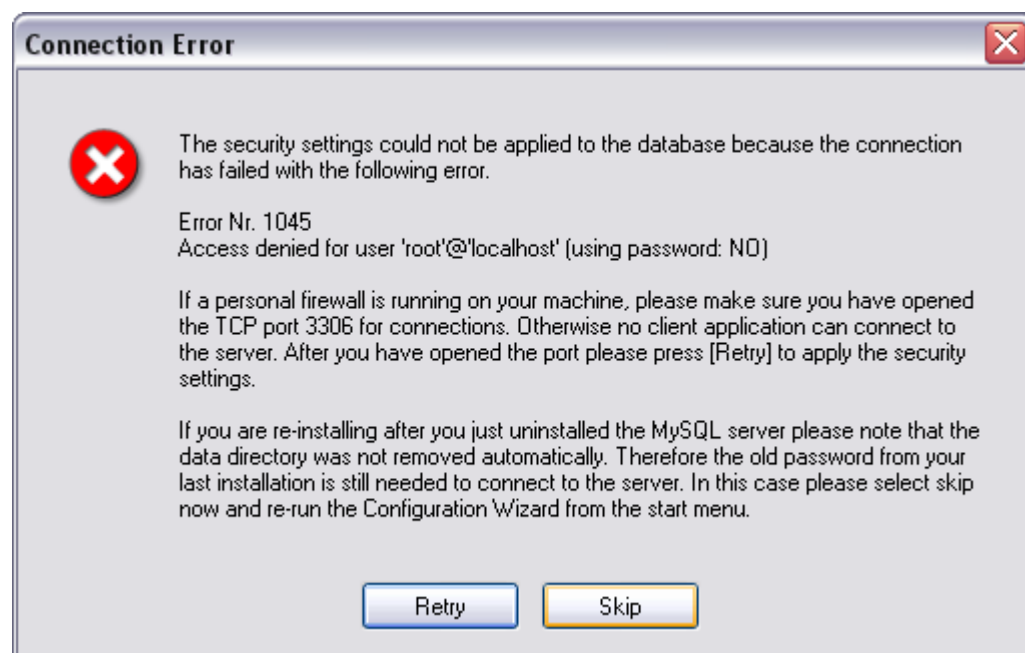 Connection Error
The security settings could not be applied to the database because the connection
has failed with the following error.
Error Nr. 1045
Access denied for user 'root'@'localhost' (using password: NO)
If a personal firewall is running on your machine, please make sure you have opened
the TCP port 3306 for connections. Otherwise no client application can connect to
the server. After you have opened the port please press [Retry] to apply the security
settings.
If you are re-installing after you just uninstalled the MySQL server please note that the
data directory was not removed automatically. Therefore the old password from your
last installation is still needed to connect to the server. In this case please select skip
now and re-run the Configuration Wizard from the start menu.
Retry
Skip